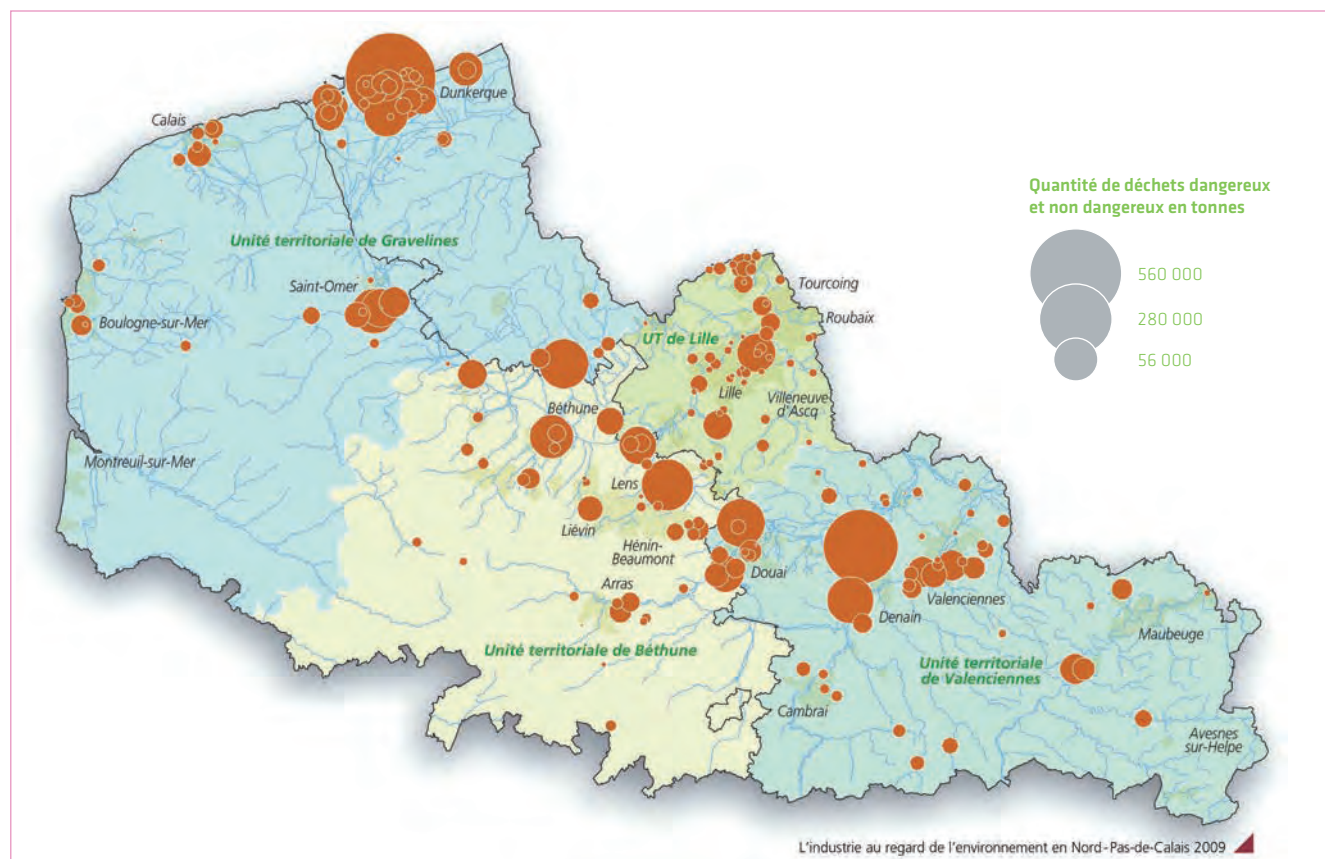 Dunkerque
Calais
Unité territoriale de Gravelines
Saint-Omer
Boulogne-sur-Mer
Montreuil-sur-Mer
Tourcoing
Roubaix
UT de Lille
Lille
Villeneuve
d'Ascq
Béthune
Lens
Liévin
Hénin-
Beaumont
Douai
Arras
Unité territoriale de Béthune
Valenciennes
Denain
Maubeuge
Unité territoriale
de Valenciennes
Cambrai
Avesnes
sur-Helpe
Quantité de déchets dangereux
et non dangereux en tonnes
560 000
280 000
56 000
L'industrie au regard de l'environnement en Nord-Pas-de-Calais 2009